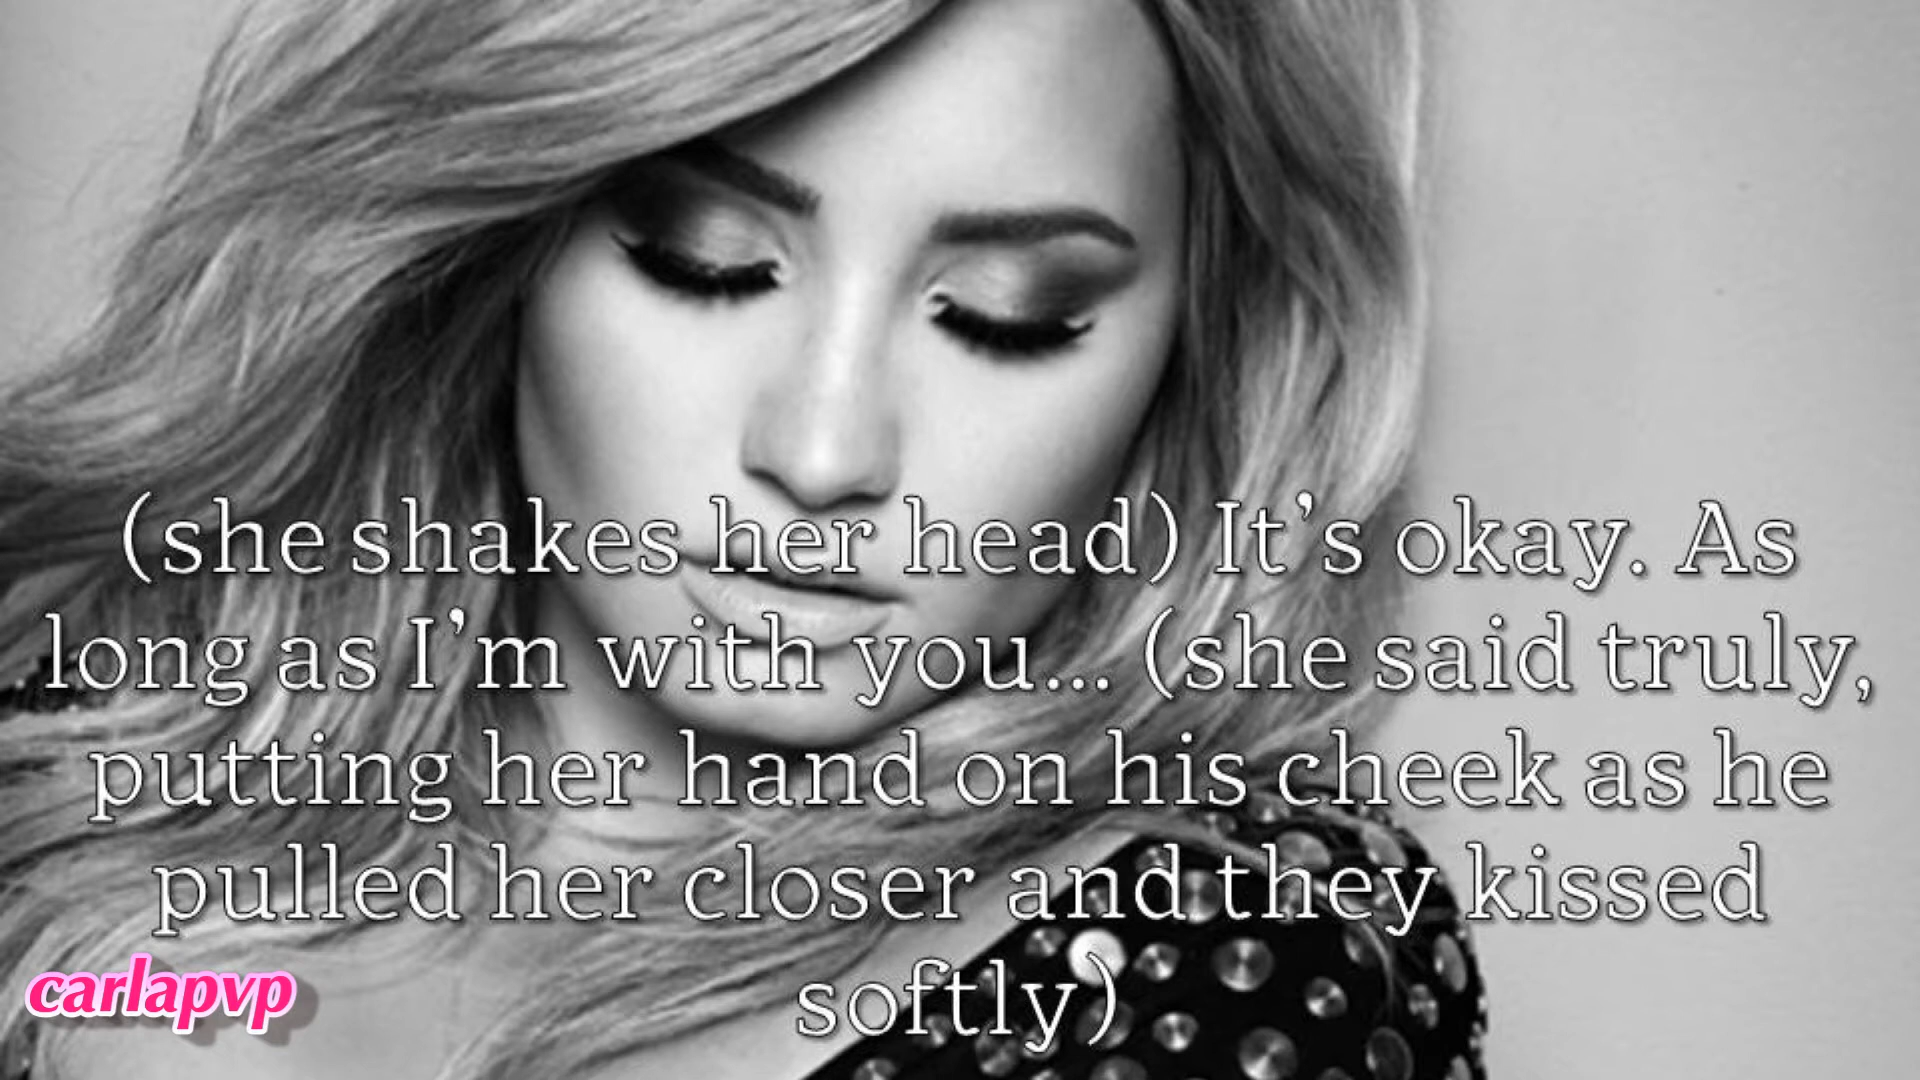 (she shakes her head) It's okay. As
long as I'm with you... (she said truly,
putting her hand on his cheek as he
pulled her closer and they kissed
softly)
carlapvp